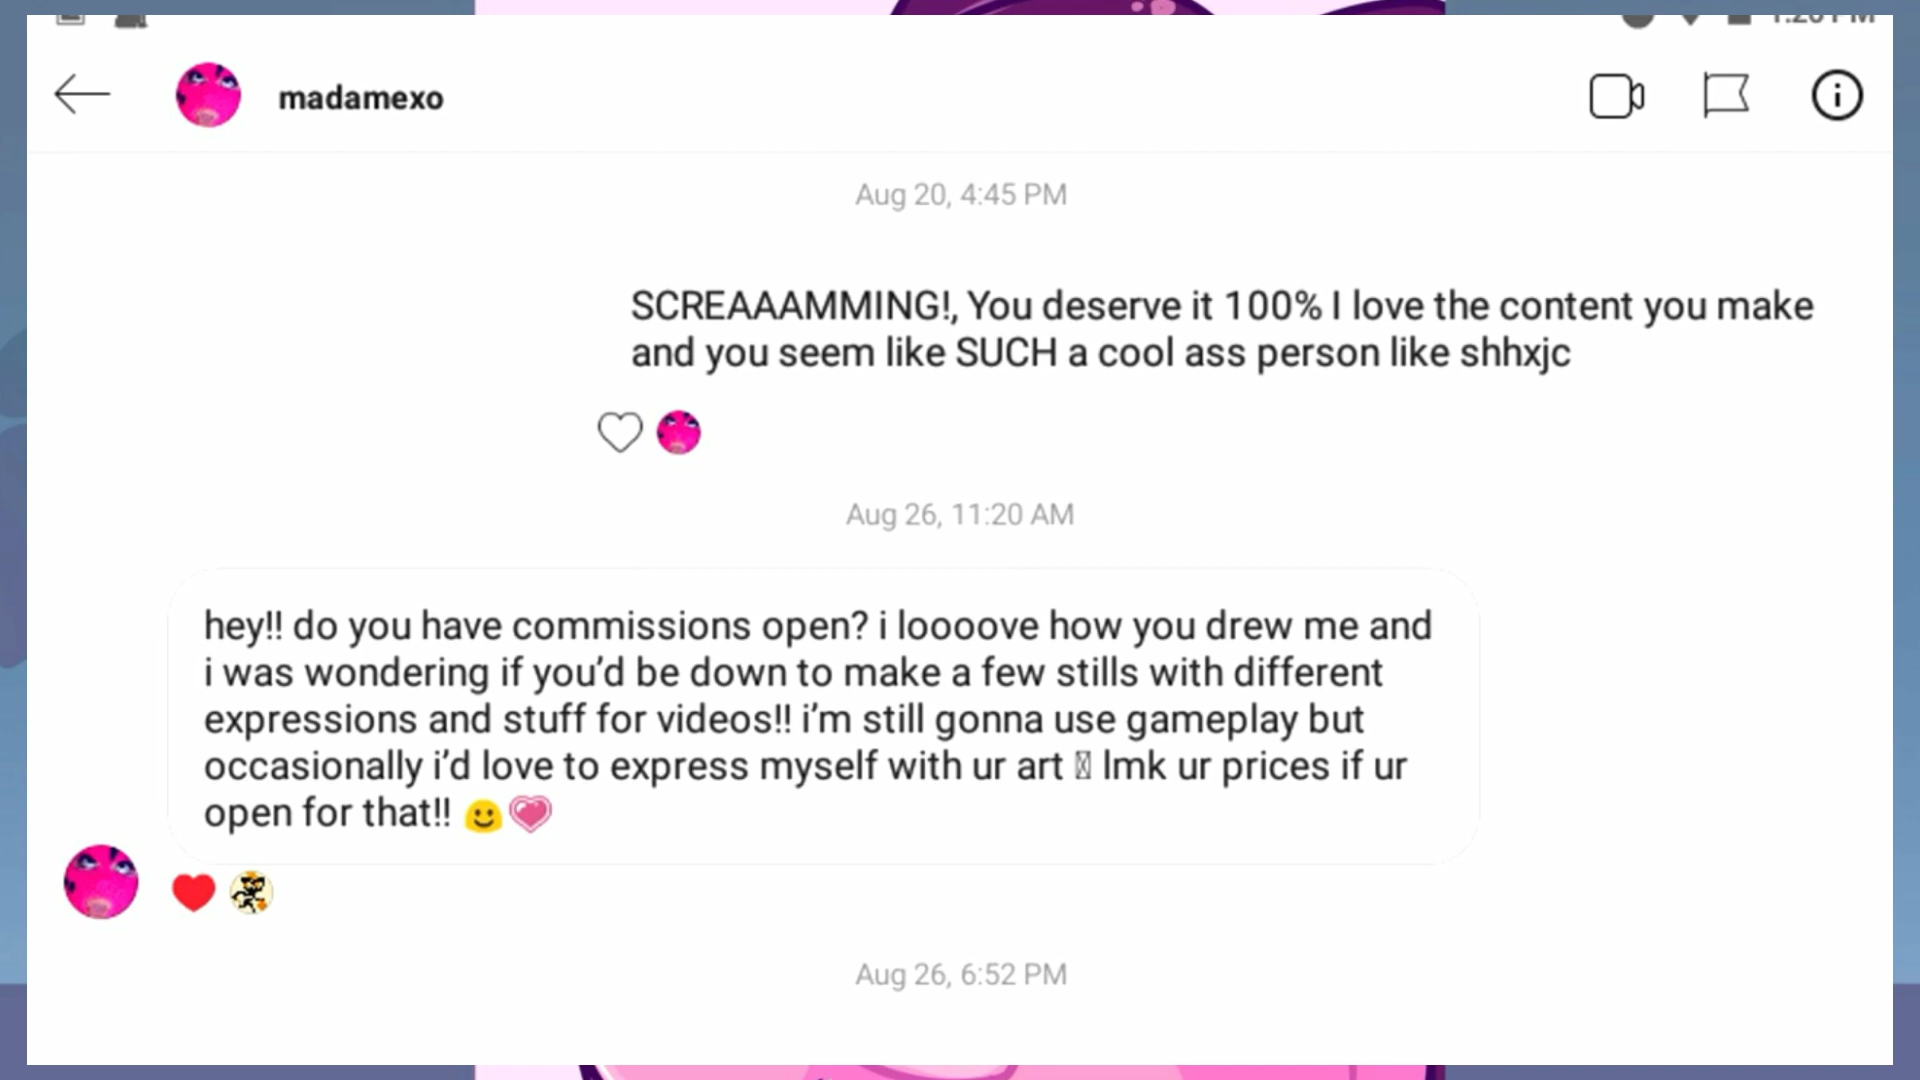 madamexo
Aug 20, 4:45 PM
SCREAAAMMING!, You deserve it 100% I love the content you make
and you seem like SUCH a cool ass person like shhxjc
Aug 26, 11:20 AM
hey!! do you have commissions open? i loooove how you drew me and
i was wondering if you’d be down to make a few stills with different
expressions and stuff for videos!! i’m still gonna use gameplay but
occasionally i’d love to express myself with ur art lmk ur prices if ur
open for that!! 🙂💗
Aug 26, 6:52 PM